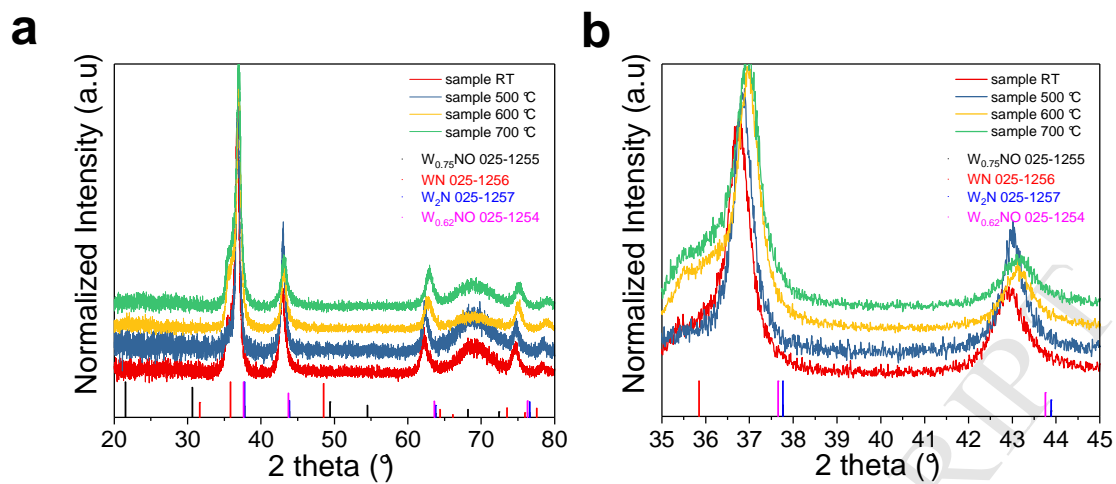 a
Normalized Intensity (a.u)
sample RT
sample 500 °C
sample 600 °C
sample 700 °C
W0.75NO 025-1255
WN 025-1256
W2N 025-1257
W0.62NO 025-1254
20 30 40 50 60 70 80
2 theta (°)
b
Normalized Intensity (a.u)
sample RT
sample 500 °C
sample 600 °C
sample 700 °C
W0.75NO 025-1255
WN 025-1256
W2N 025-1257
W0.62NO 025-1254
35 36 37 38 39 40 41 42 43 44 45
2 theta (°)